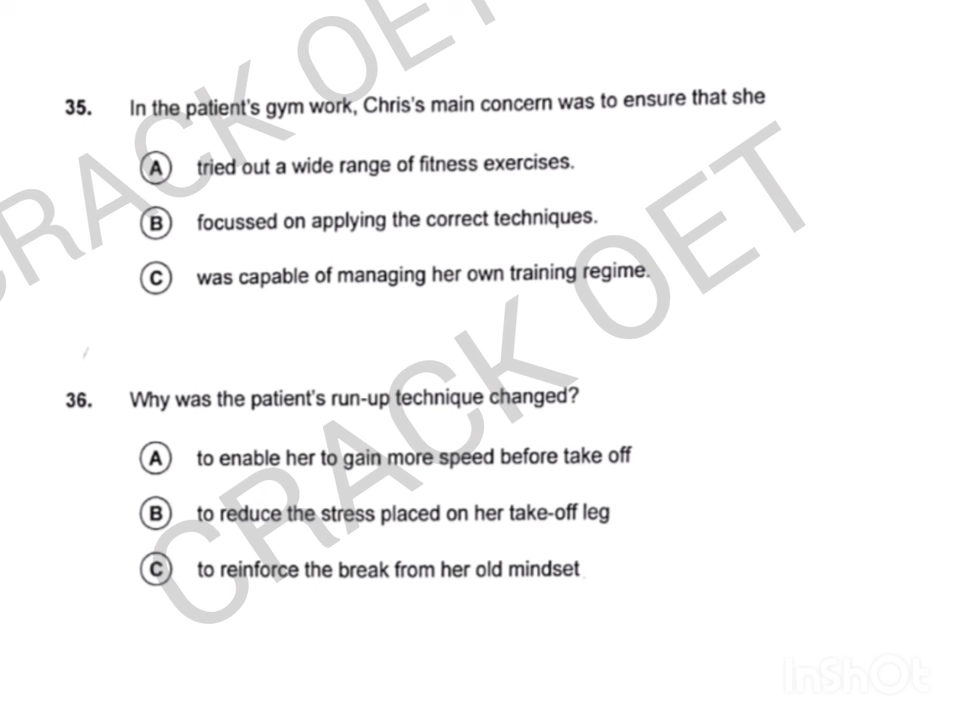 CRACK OET
35. In the patient's gym work, Chris's main concern was to ensure that she
A tried out a wide range of fitness exercises.
B focussed on applying the correct techniques.
C was capable of managing her own training regime.
36. Why was the patient's run-up technique changed?
A to enable her to gain more speed before take off
B to reduce the stress placed on her take-off leg
C to reinforce the break from her old mindset
CRACK OET
InShOt